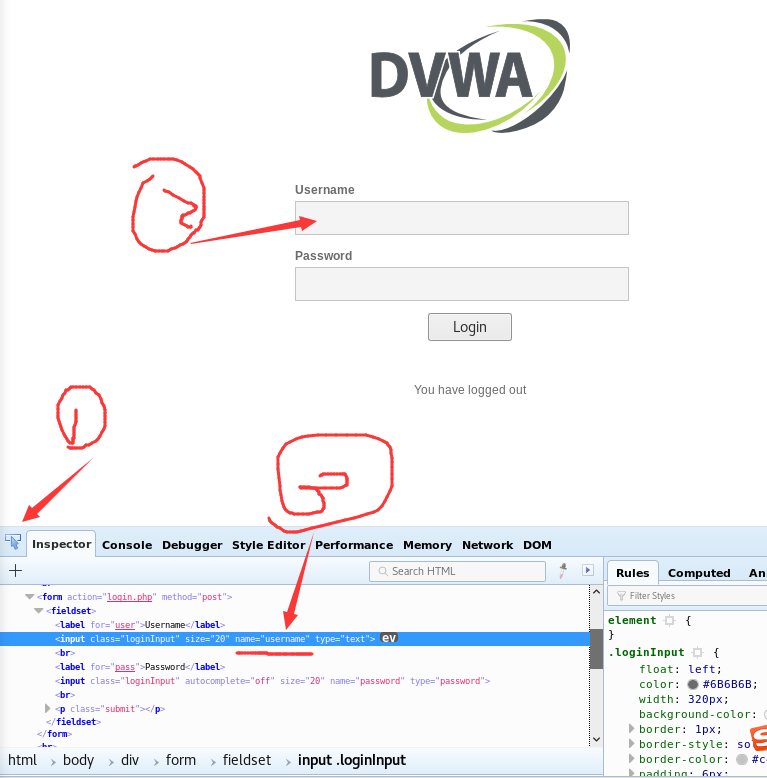 DVWA
Username
Password
Login
You have logged out
1
Inspector Console Debugger Style Editor Performance Memory Network DOM
Search HTML
Rules Computed An
Filter Styles
<form action="login.php" method="post">
<fieldset>
<label for="user">Username</label>
<input class="loginInput" size="20" name="username" type="text"> ev
<br>
<label for="pass">Password</label>
<input class="loginInput" autocomplete="off" size="20" name="password" type="password">
<br>
<p class="submit"></p>
</fieldset>
</form>
<br>
element {
}
.loginInput {
float: left;
color: #6B6B6B;
width: 320px;
background-color:
border: 1px;
border-style: so
border-color: #c
padding: 6px;
html body div form fieldset input .loginInput